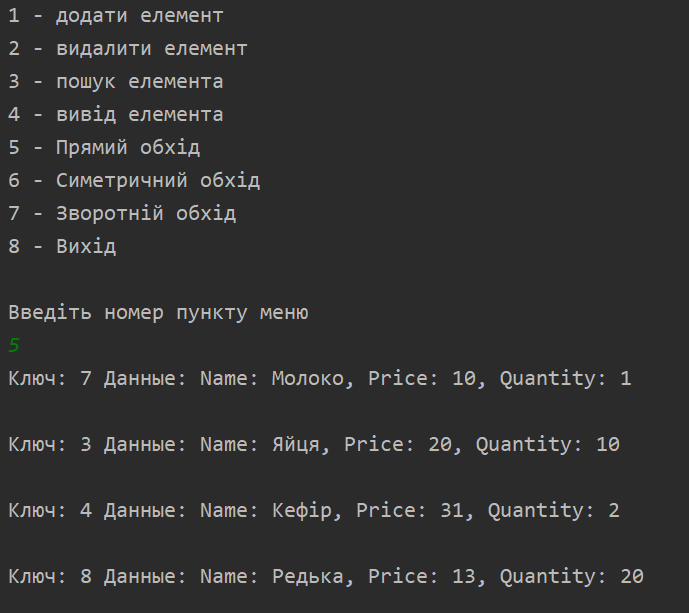 1 - додати елемент
2 - видалити елемент
3 - пошук елемента
4 - вивід елемента
5 - Прямий обхід
6 - Симетричний обхід
7 - Зворотній обхід
8 - Вихід
Введіть номер пункту меню
5
Ключ: 7 Данные: Name: Молоко, Price: 10, Quantity: 1
Ключ: 3 Данные: Name: Яйця, Price: 20, Quantity: 10
Ключ: 4 Данные: Name: Кефір, Price: 31, Quantity: 2
Ключ: 8 Данные: Name: Редька, Price: 13, Quantity: 20